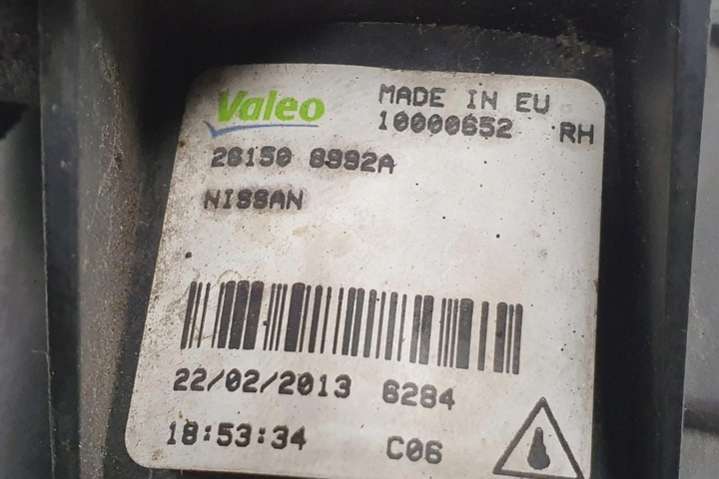 Valeo MADE IN EU
10000652 RH
26150 8992A
NISSAN
22/02/2013 6284
18:53:34 C06